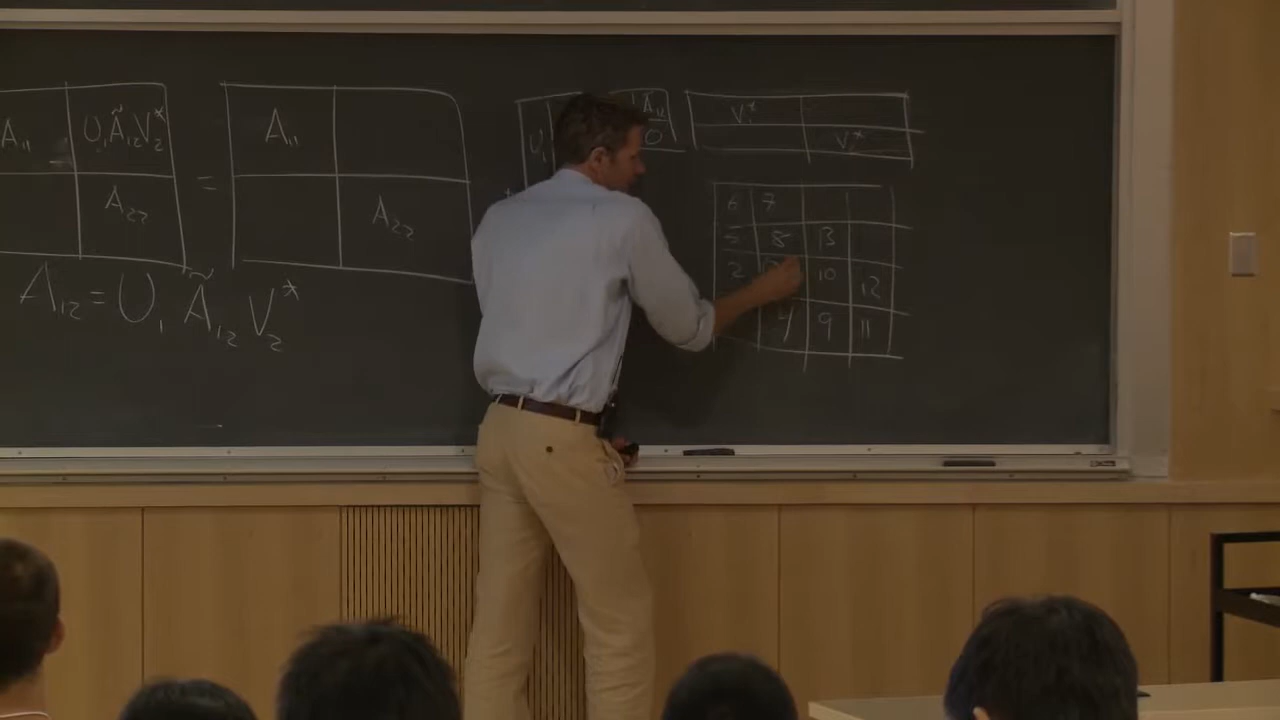 A₁₁ U₁Ã₁₂V₂* = A₁₁ U₁ Ã₁₂ V₁*
A₂₂ A₂₂ 0 V₂*
A₁₂ = U₁ Ã₁₂ V₂*
6 7
5 8 13
2 10 12
4 9 11